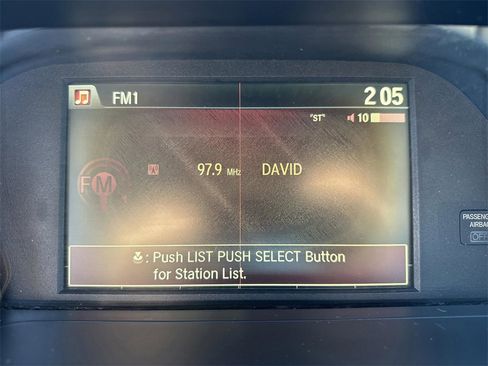 FM1 2 05
"ST" 10
FM 97.9 MHz DAVID
PASSENG
AIRBAG
OFF
: Push LIST PUSH SELECT Button
for Station List.